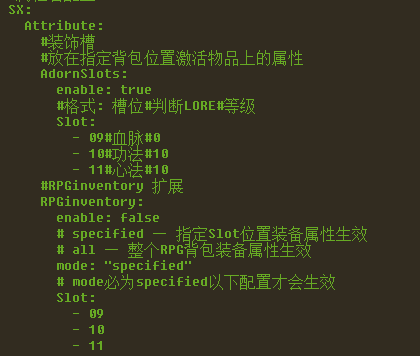 SX:
  Attribute:
    #装饰槽
    #放在指定背包位置激活物品上的属性
    AdornSlots:
      enable: true
      #格式: 槽位#判断LORE#等级
      Slot:
        - 09#血脉#0
        - 10#功法#10
        - 11#心法#10
    #RPGinventory 扩展
    RPGinventory:
      enable: false
      # specified — 指定Slot位置装备属性生效
      # all — 整个RPG背包装备属性生效
      mode: "specified"
      # mode必为specified以下配置才会生效
      Slot:
        - 09
        - 10
        - 11